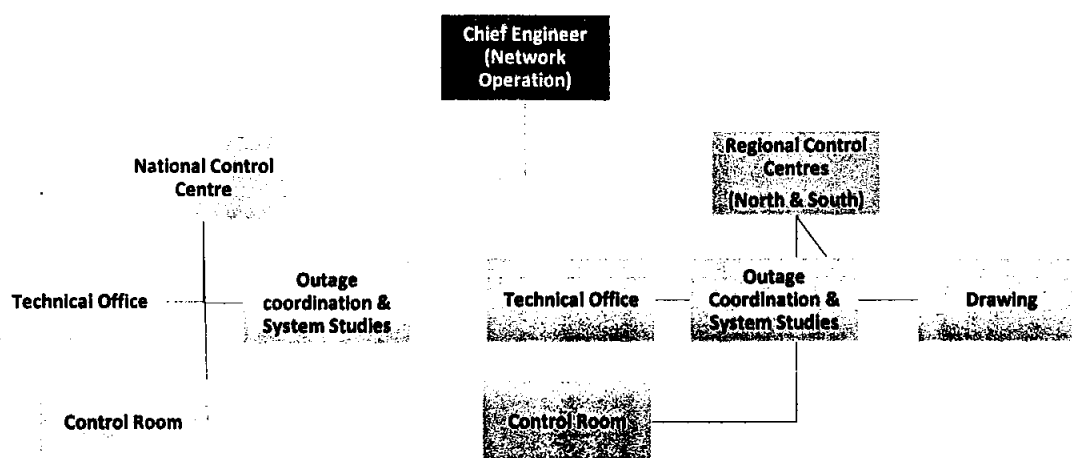 Chief Engineer
(Network
Operation)
National Control
Centre
Regional Control
Centres
(North & South)
Technical Office
Outage
coordination &
System Studies
Technical Office
Outage
Coordination &
System Studies
Drawing
Control Room
Control Room